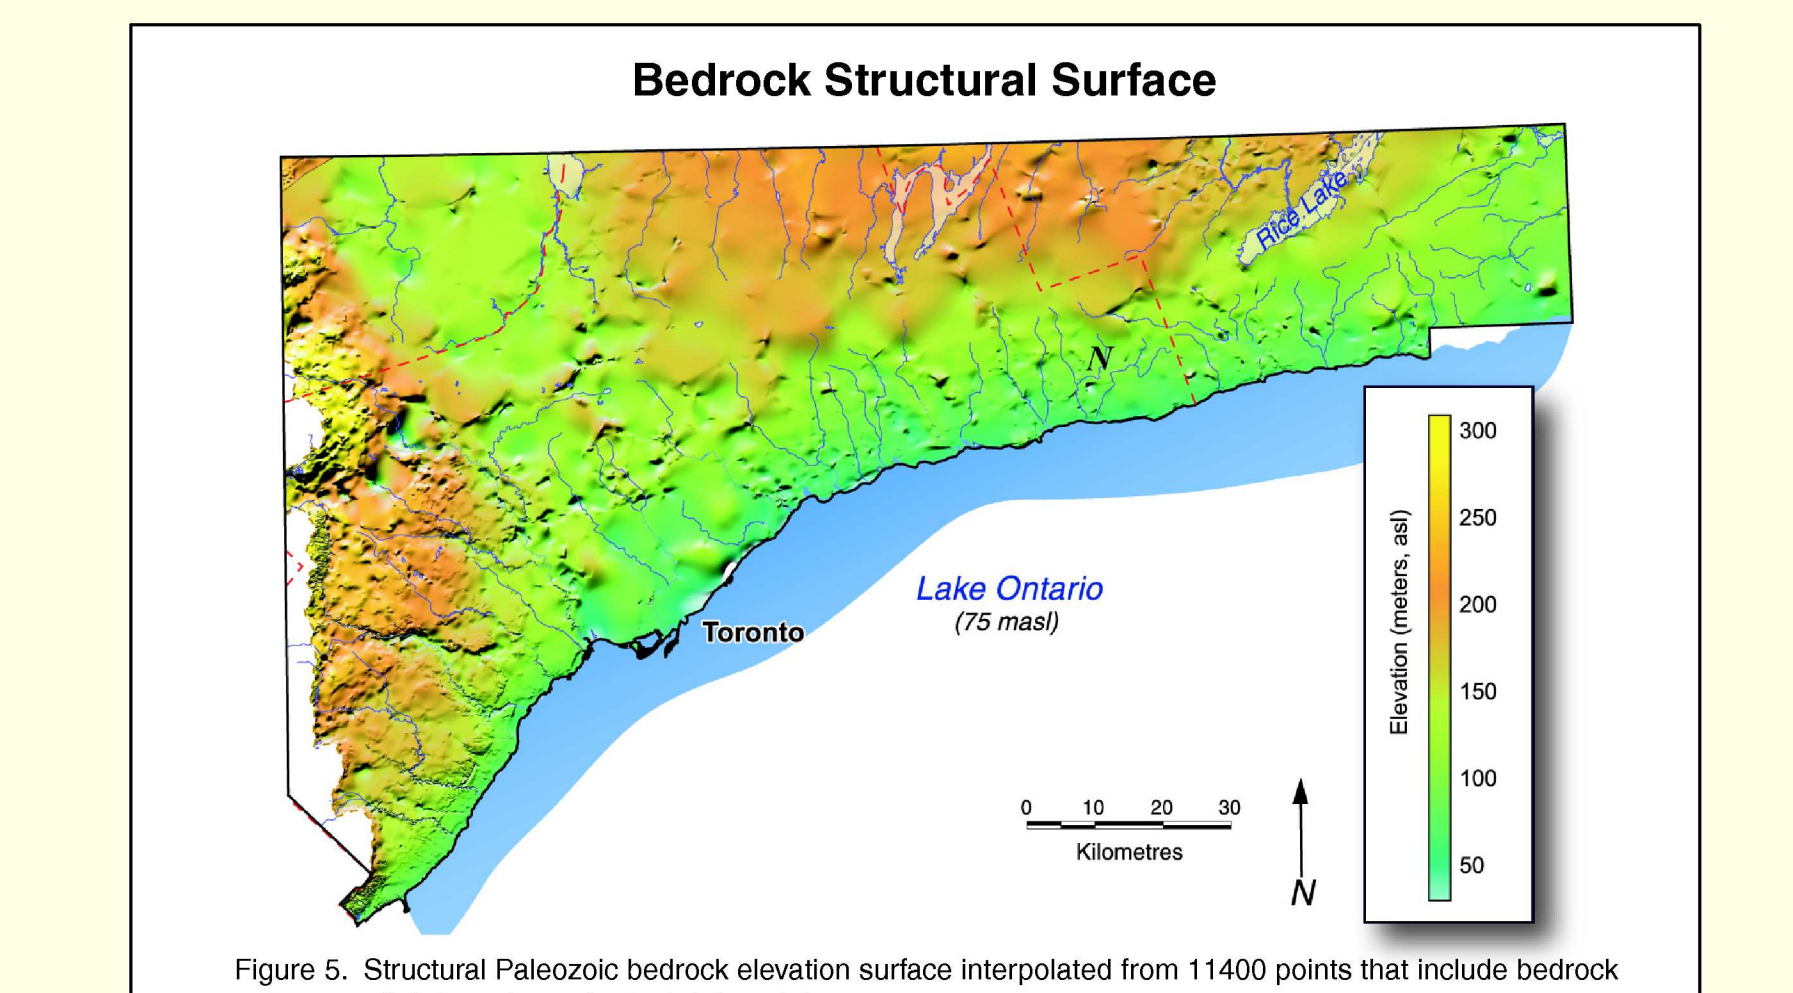 Bedrock Structural Surface
Rice Lake
N
300
250
200
150
100
50
Elevation (meters, asl)
Lake Ontario
(75 masl)
Toronto
0 10 20 30
Kilometres
N
Figure 5. Structural Paleozoic bedrock elevation surface interpolated from 11400 points that include bedrock